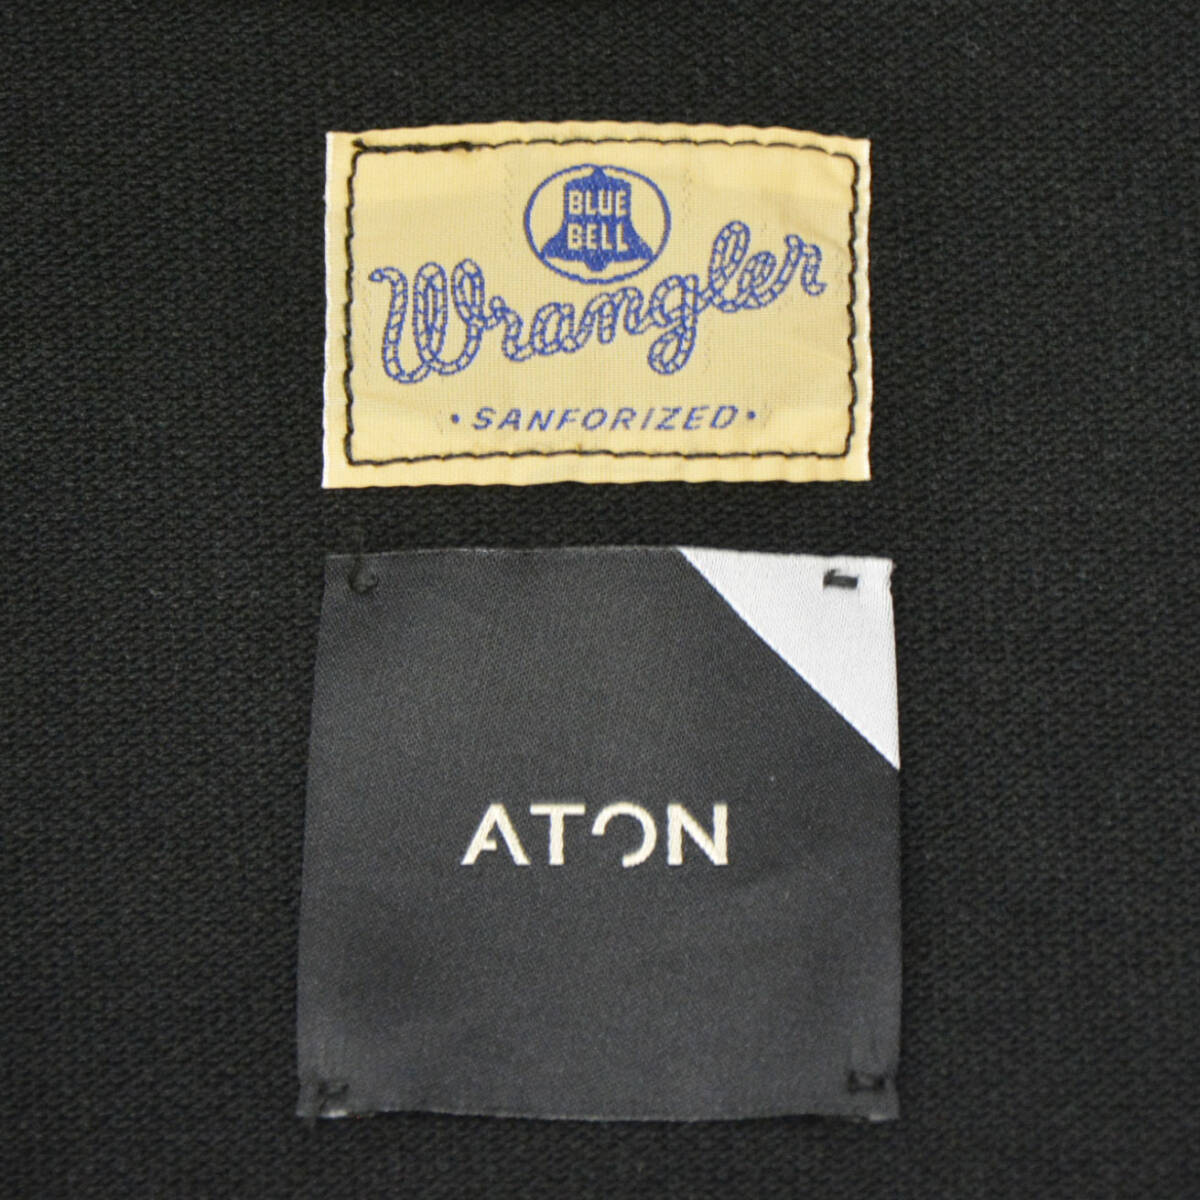 BLUE
BELL
Wrangler
• SANFORIZED •
ATON